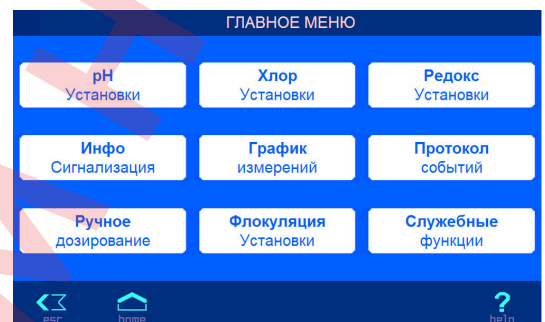 ГЛАВНОЕ МЕНЮ
pH Хлор Редокс
Установки Установки Установки
Инфо График Протокол
Сигнализация измерений событий
Ручное Флокуляция Служебные
дозирование Установки функции
?
esc home help